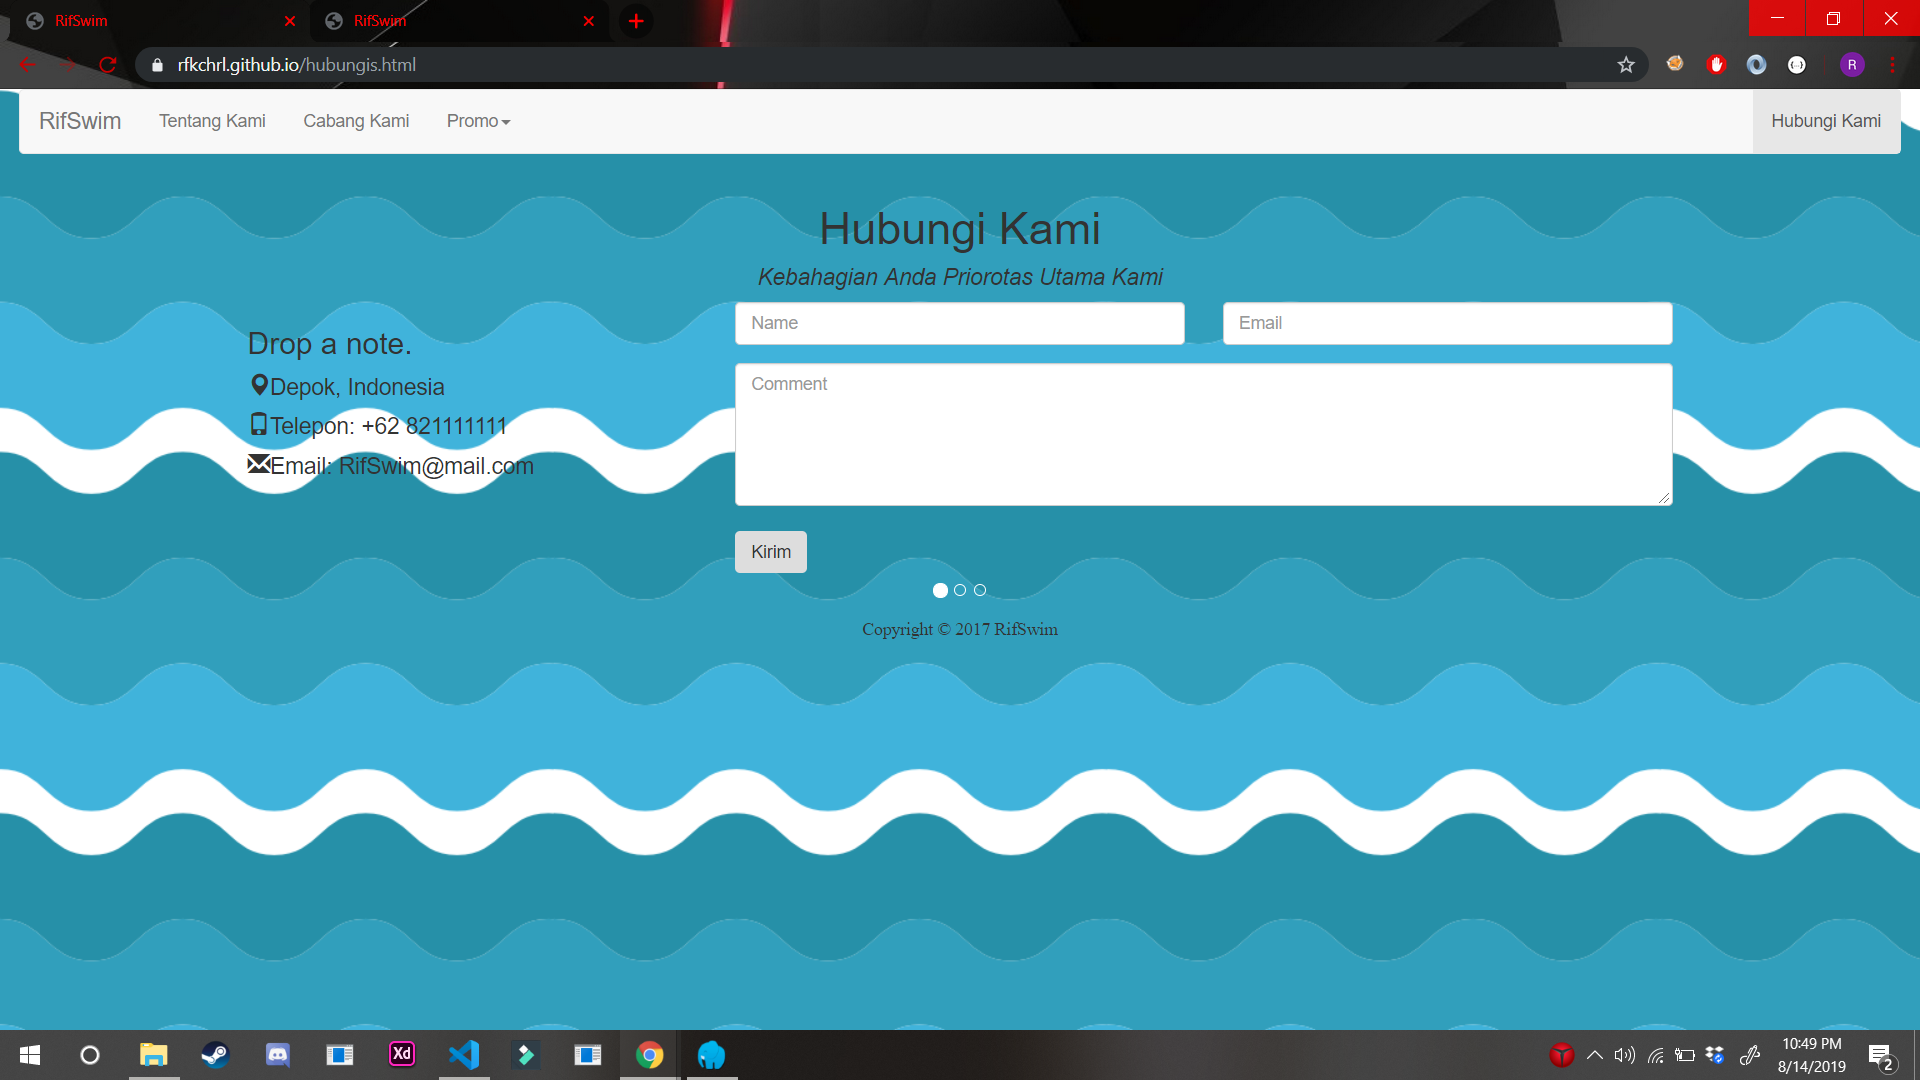 RifSwim
RifSwim
rfkchrl.github.io/hubungis.html
R
RifSwim Tentang Kami Cabang Kami Promo Hubungi Kami
Hubungi Kami
Kebahagian Anda Priorotas Utama Kami
Name Email
Drop a note.
Comment
Depok, Indonesia
Telepon: +62 821111111
Email: RifSwim@mail.com
Kirim
Copyright © 2017 RifSwim
Xd
10:49 PM
8/14/2019
2